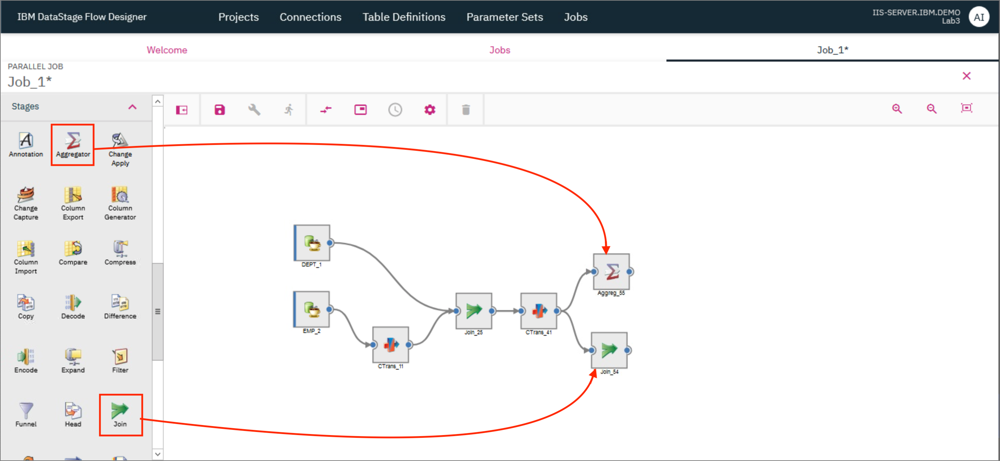 IBM DataStage Flow Designer
Projects
Connections
Table Definitions
Parameter Sets
Jobs
IIS-SERVER.IBM.DEMO
Lab3
AI
Welcome
Jobs
Job_1*
PARALLEL JOB
Job_1*
Stages
Annotation
Aggregator
Change
Apply
Change
Capture
Column
Export
Column
Generator
Column
Import
Compare
Compress
Copy
Decode
Difference
Encode
Expand
Filter
Funnel
Head
Join
DEPT_1
EMP_2
CTrans_11
Join_25
CTrans_41
Aggreg_55
Join_54